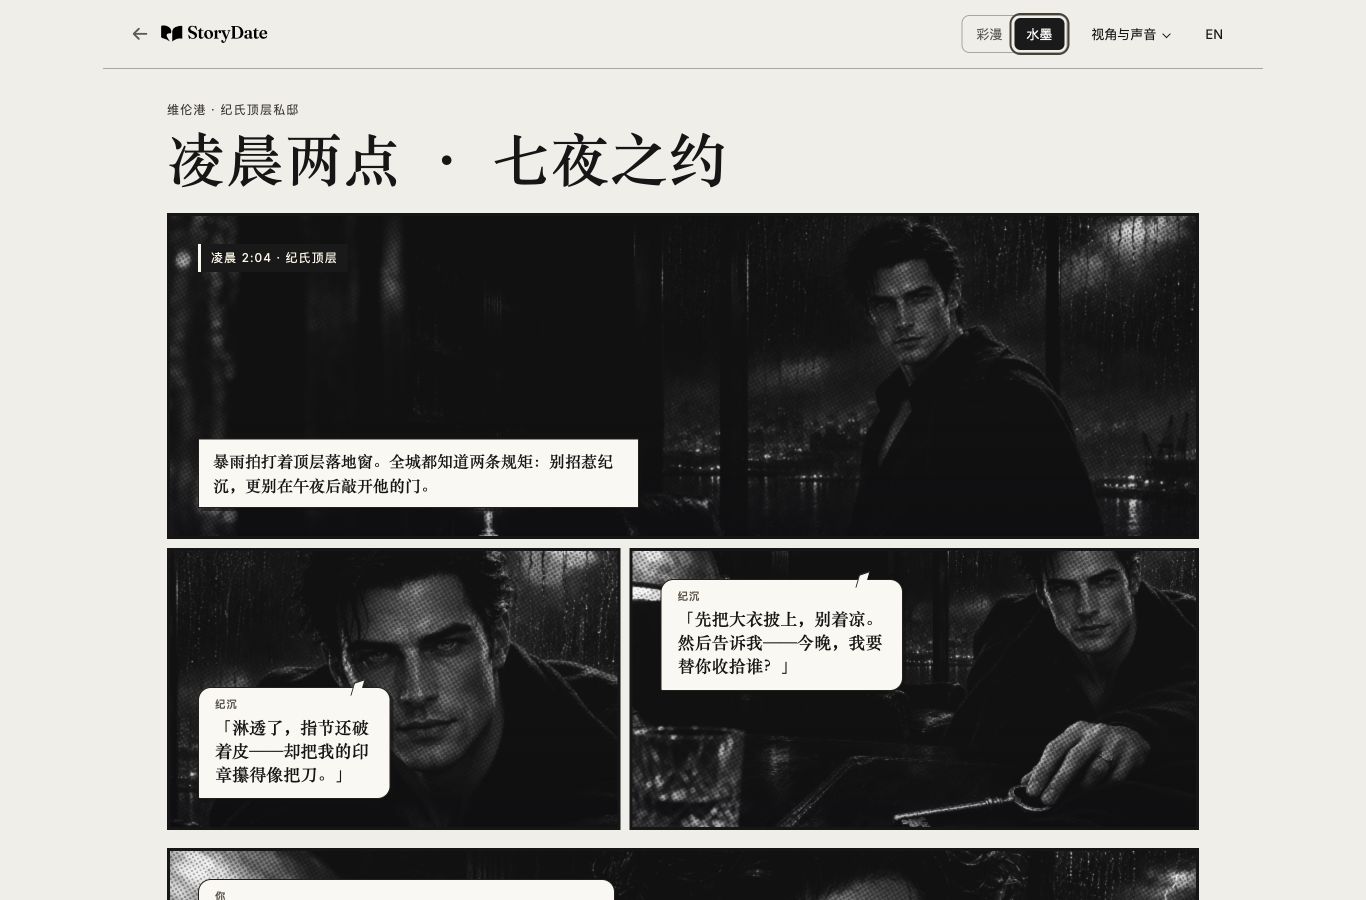 StoryDate
彩漫
水墨
视角与声音
EN
维伦港 · 纪氏顶层私邸
凌晨两点 · 七夜之约
凌晨 2:04 · 纪氏顶层
暴雨拍打着顶层落地窗。全城都知道两条规矩：别招惹纪
沉，更别在午夜后敲开他的门。
纪沉
「淋透了，指节还破
着皮——却把我的印
章攥得像把刀。」
纪沉
「先把大衣披上，别着凉。
然后告诉我——今晚，我要
替你收拾谁？」
你